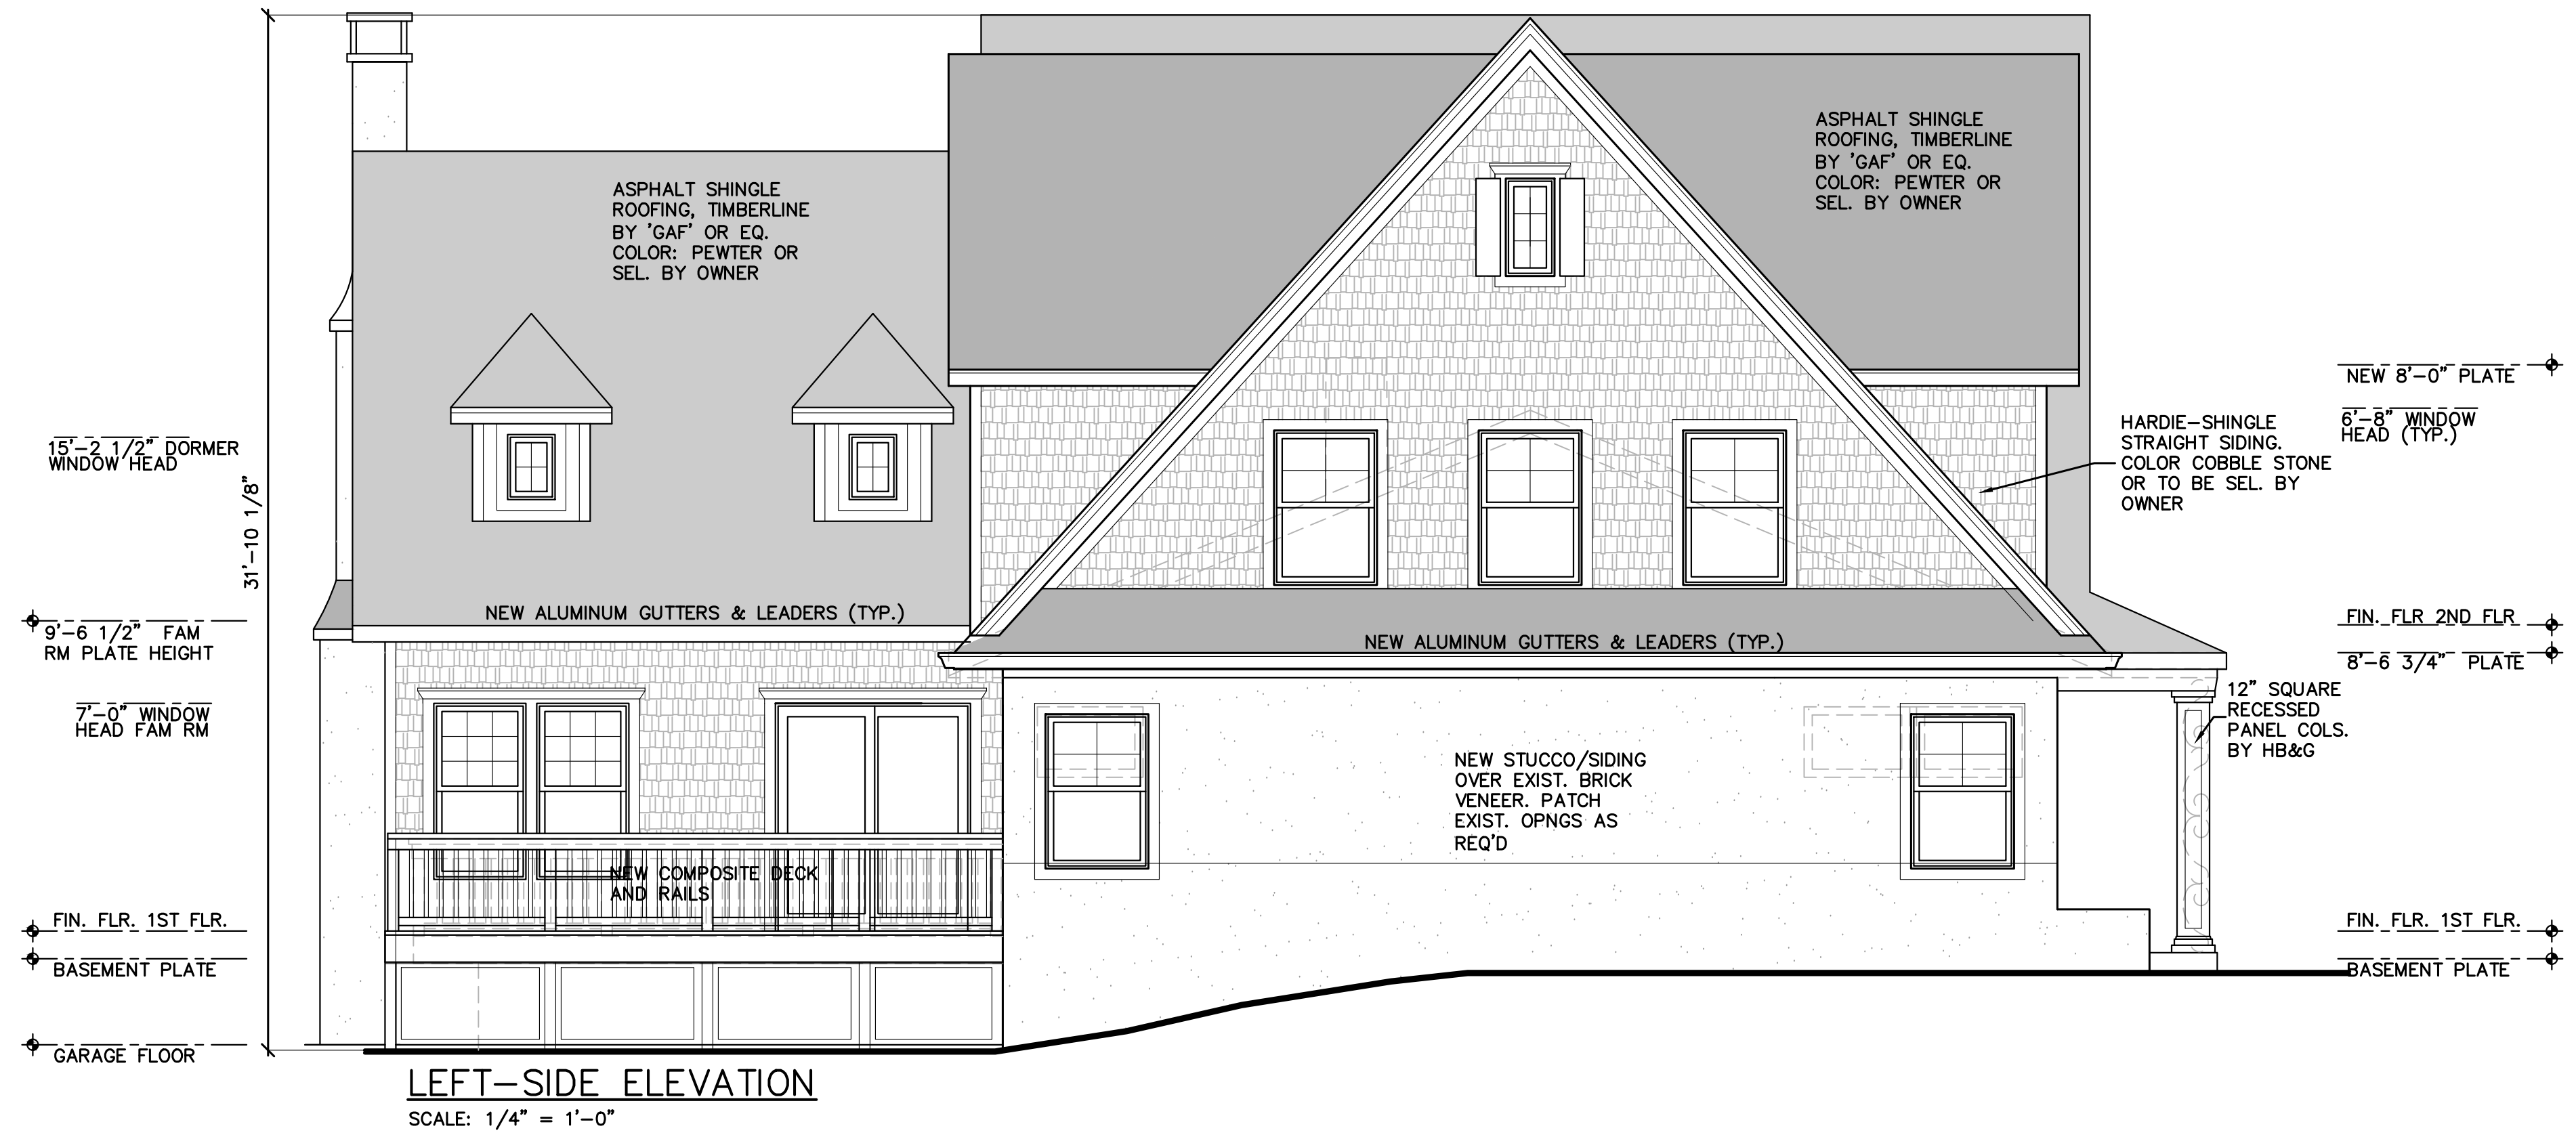 ASPHALT SHINGLE
ROOFING, TIMBERLINE
BY 'GAF' OR EQ.
COLOR: PEWTER OR
SEL. BY OWNER
ASPHALT SHINGLE
ROOFING, TIMBERLINE
BY 'GAF' OR EQ.
COLOR: PEWTER OR
SEL. BY OWNER
15'-2 1/2" DORMER
WINDOW HEAD
31'-10 1/8"
9'-6 1/2" FAM
RM PLATE HEIGHT
7'-0" WINDOW
HEAD FAM RM
FIN. FLR. 1ST FLR.
BASEMENT PLATE
GARAGE FLOOR
NEW ALUMINUM GUTTERS & LEADERS (TYP.)
NEW ALUMINUM GUTTERS & LEADERS (TYP.)
NEW COMPOSITE DECK
AND RAILS
NEW STUCCO/SIDING
OVER EXIST. BRICK
VENEER. PATCH
EXIST. OPNGS AS
REQ'D
HARDIE-SHINGLE
STRAIGHT SIDING.
COLOR COBBLE STONE
OR TO BE SEL. BY
OWNER
NEW 8'-0" PLATE
6'-8" WINDOW
HEAD (TYP.)
FIN. FLR 2ND FLR
8'-6 3/4" PLATE
12" SQUARE
RECESSED
PANEL COLS.
BY HB&G
FIN. FLR. 1ST FLR.
BASEMENT PLATE
LEFT-SIDE ELEVATION
SCALE: 1/4" = 1'-0"